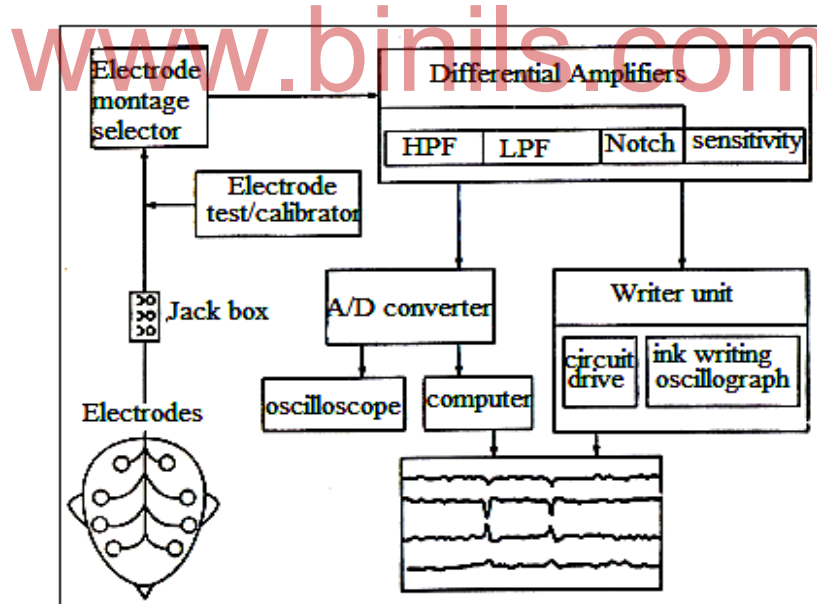 www.binils.com
Electrode
montage
selector
Differential Amplifiers
HPF
LPF
Notch
sensitivity
Electrode
test/calibrator
Jack box
A/D converter
Writer unit
circuit
drive
ink writing
oscillograph
oscilloscope
computer
Electrodes